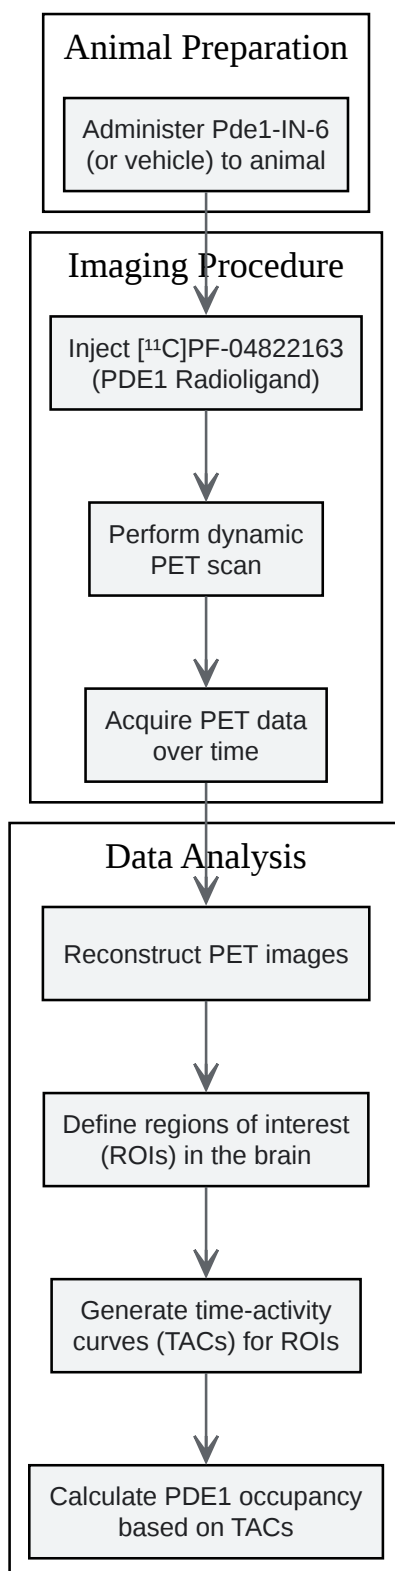 Animal Preparation
Administer Pde1-IN-6
(or vehicle) to animal
Imaging Procedure
Inject [¹¹C]PF-04822163
(PDE1 Radioligand)
Perform dynamic
PET scan
Acquire PET data
over time
Data Analysis
Reconstruct PET images
Define regions of interest
(ROIs) in the brain
Generate time-activity
curves (TACs) for ROIs
Calculate PDE1 occupancy
based on TACs